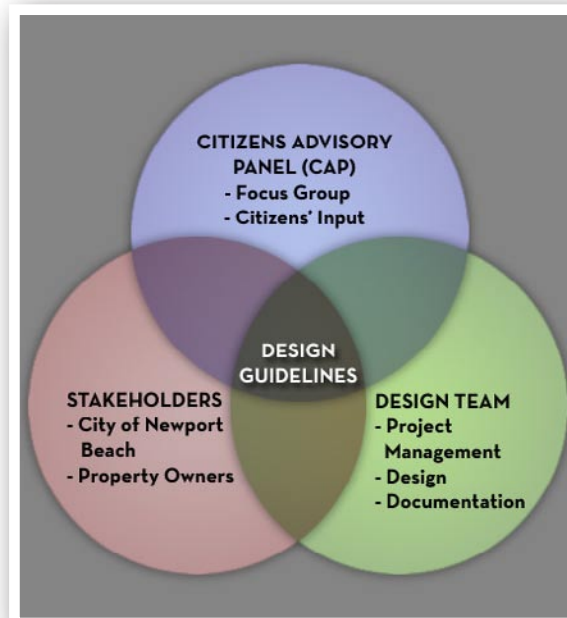 CITIZENS ADVISORY
PANEL (CAP)
- Focus Group
- Citizens' Input
DESIGN
GUIDELINES
STAKEHOLDERS
- City of Newport
Beach
- Property Owners
DESIGN TEAM
- Project
Management
- Design
- Documentation